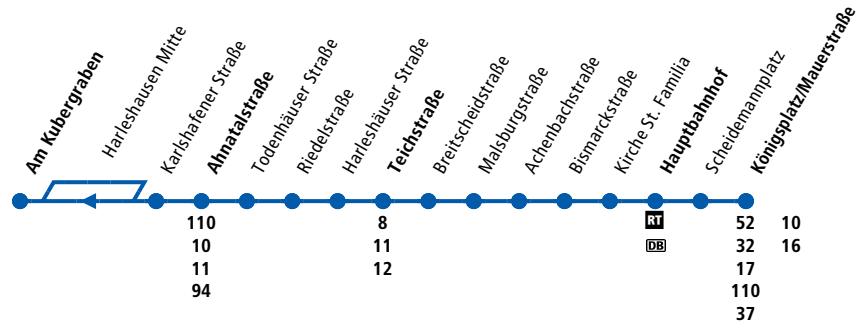 Am Kubergraben
Harleshausen Mitte
Karlshafener Straße
Ahnatalstraße
Todenhäuser Straße
Riedelstraße
Harleshäuser Straße
Teichstraße
Breitscheidstraße
Malsburgstraße
Achenbachstraße
Bismarckstraße
Kirche St. Familia
Hauptbahnhof
Scheidemannplatz
Königsplatz/Mauerstraße
110 8 RT 52 10
10 11 DB 32 16
11 12 17
94 110
37